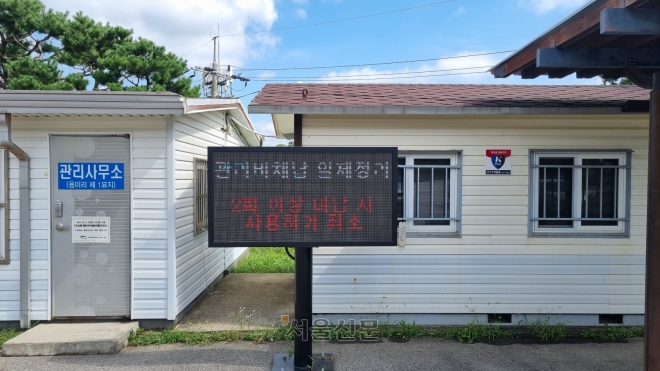 관리사무소
(용미리 제 1묘지)
관리비체납 일제정리
2회 이상 체납 시
사용허가 취소
서울신문